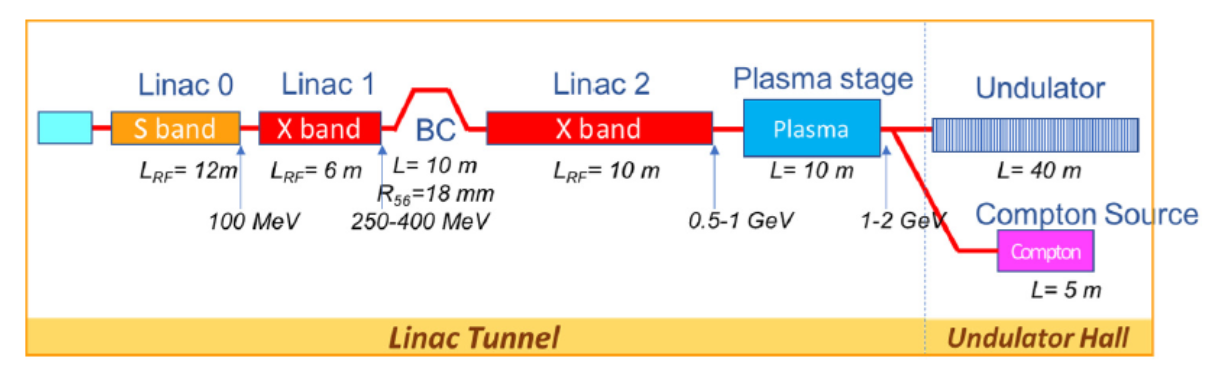 Linac 0
Linac 1
Linac 2
Plasma stage
Undulator
S band
X band
BC
X band
Plasma
L_RF= 12m
L_RF= 6 m
L= 10 m
R_56=18 mm
L_RF= 10 m
L= 10 m
L= 40 m
100 MeV
250-400 MeV
0.5-1 GeV
1-2 GeV
Compton Source
Compton
L= 5 m
Linac Tunnel
Undulator Hall